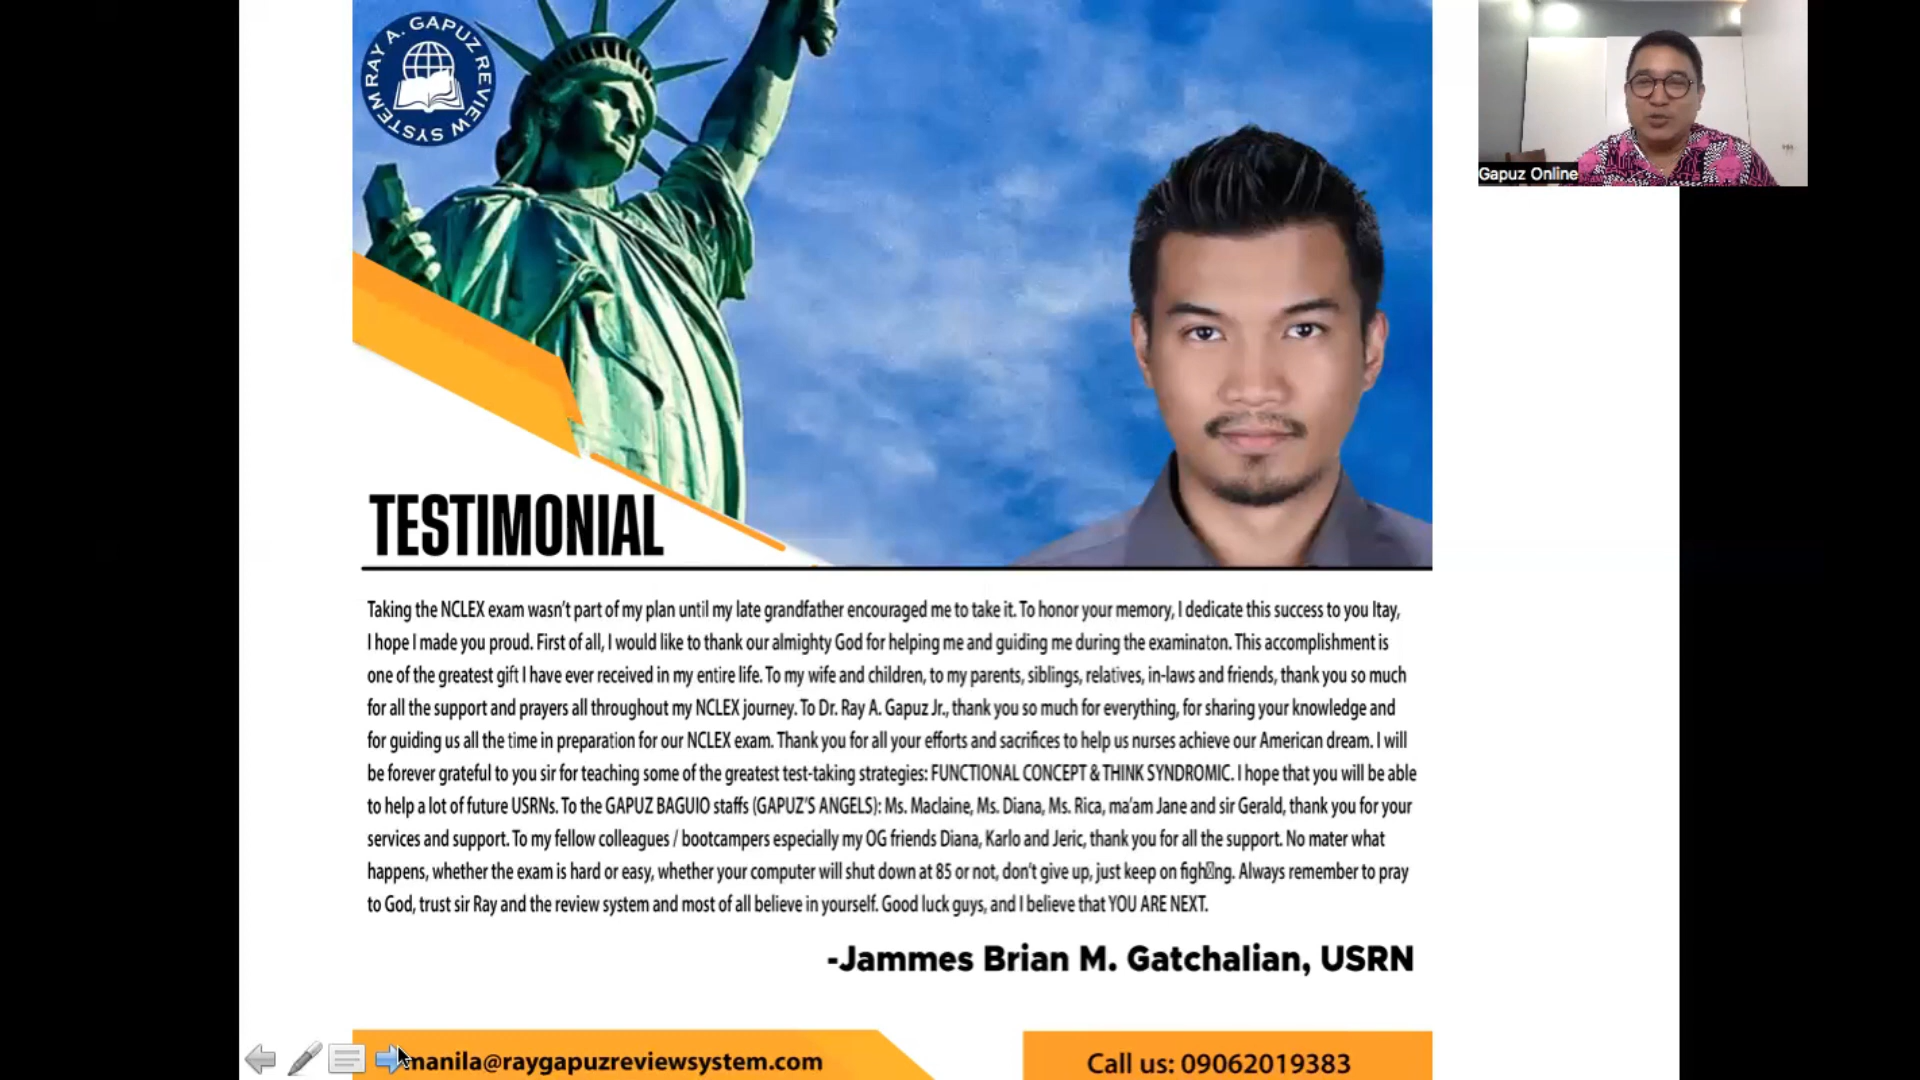 RAY A. GAPUZ REVIEW SYSTEM
Gapuz Online
TESTIMONIAL
Taking the NCLEX exam wasn't part of my plan until my late grandfather encouraged me to take it. To honor your memory, I dedicate this success to you Itay,
I hope I made you proud. First of all, I would like to thank our almighty God for helping me and guiding me during the examinaton. This accomplishment is
one of the greatest gift I have ever received in my entire life. To my wife and children, to my parents, siblings, relatives, in-laws and friends, thank you so much
for all the support and prayers all throughout my NCLEX journey. To Dr. Ray A. Gapuz Jr., thank you so much for everything, for sharing your knowledge and
for guiding us all the time in preparation for our NCLEX exam. Thank you for all your efforts and sacrifices to help us nurses achieve our American dream. I will
be forever grateful to you sir for teaching some of the greatest test-taking strategies: FUNCTIONAL CONCEPT & THINK SYNDROMIC. I hope that you will be able
to help a lot of future USRNs. To the GAPUZ BAGUIO staffs (GAPUZ'S ANGELS): Ms. Maclaine, Ms. Diana, Ms. Rica, ma'am Jane and sir Gerald, thank you for your
services and support. To my fellow colleagues / bootcampers especially my OG friends Diana, Karlo and Jeric, thank you for all the support. No mater what
happens, whether the exam is hard or easy, whether your computer will shut down at 85 or not, don't give up, just keep on figh▯ng. Always remember to pray
to God, trust sir Ray and the review system and most of all believe in yourself. Good luck guys, and I believe that YOU ARE NEXT.
-Jammes Brian M. Gatchalian, USRN
manila@raygapuzreviewsystem.com
Call us: 09062019383